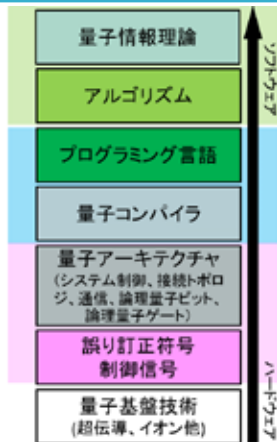 量子情報理論
アルゴリズム
プログラミング言語
量子コンパイラ
量子アーキテクチャ
(システム制御、接続トポロ
ジ、通信、論理量子ビット、
論理量子ゲート)
誤り訂正符号
制御信号
量子基盤技術
(超伝導、イオン他)
ソフトウェア
ハードウェア